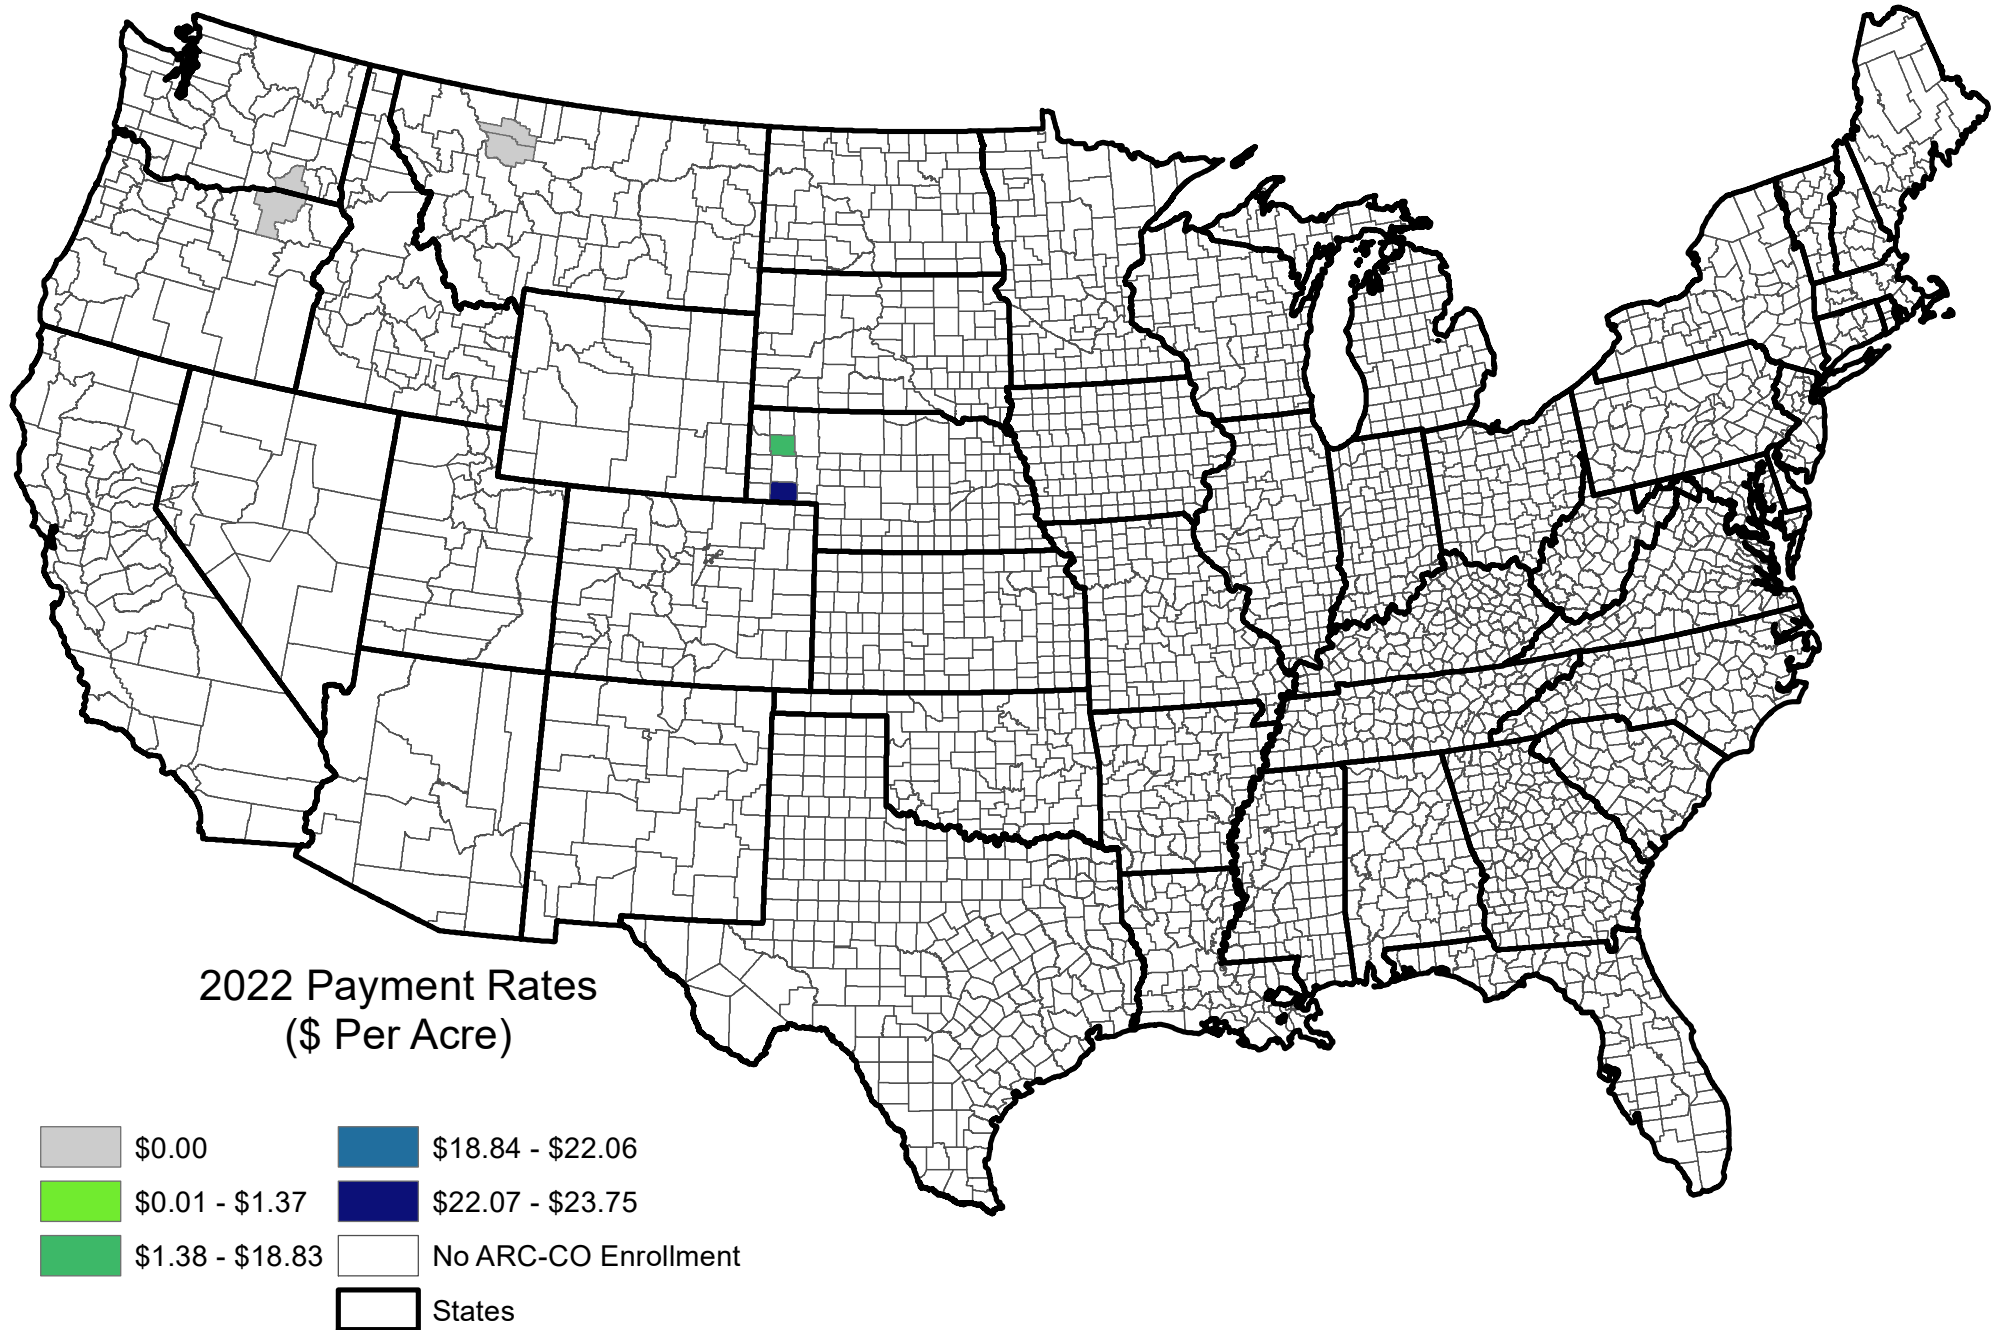 2022 Payment Rates
($ Per Acre)
$0.00
$0.01 - $1.37
$1.38 - $18.83
$18.84 - $22.06
$22.07 - $23.75
No ARC-CO Enrollment
States